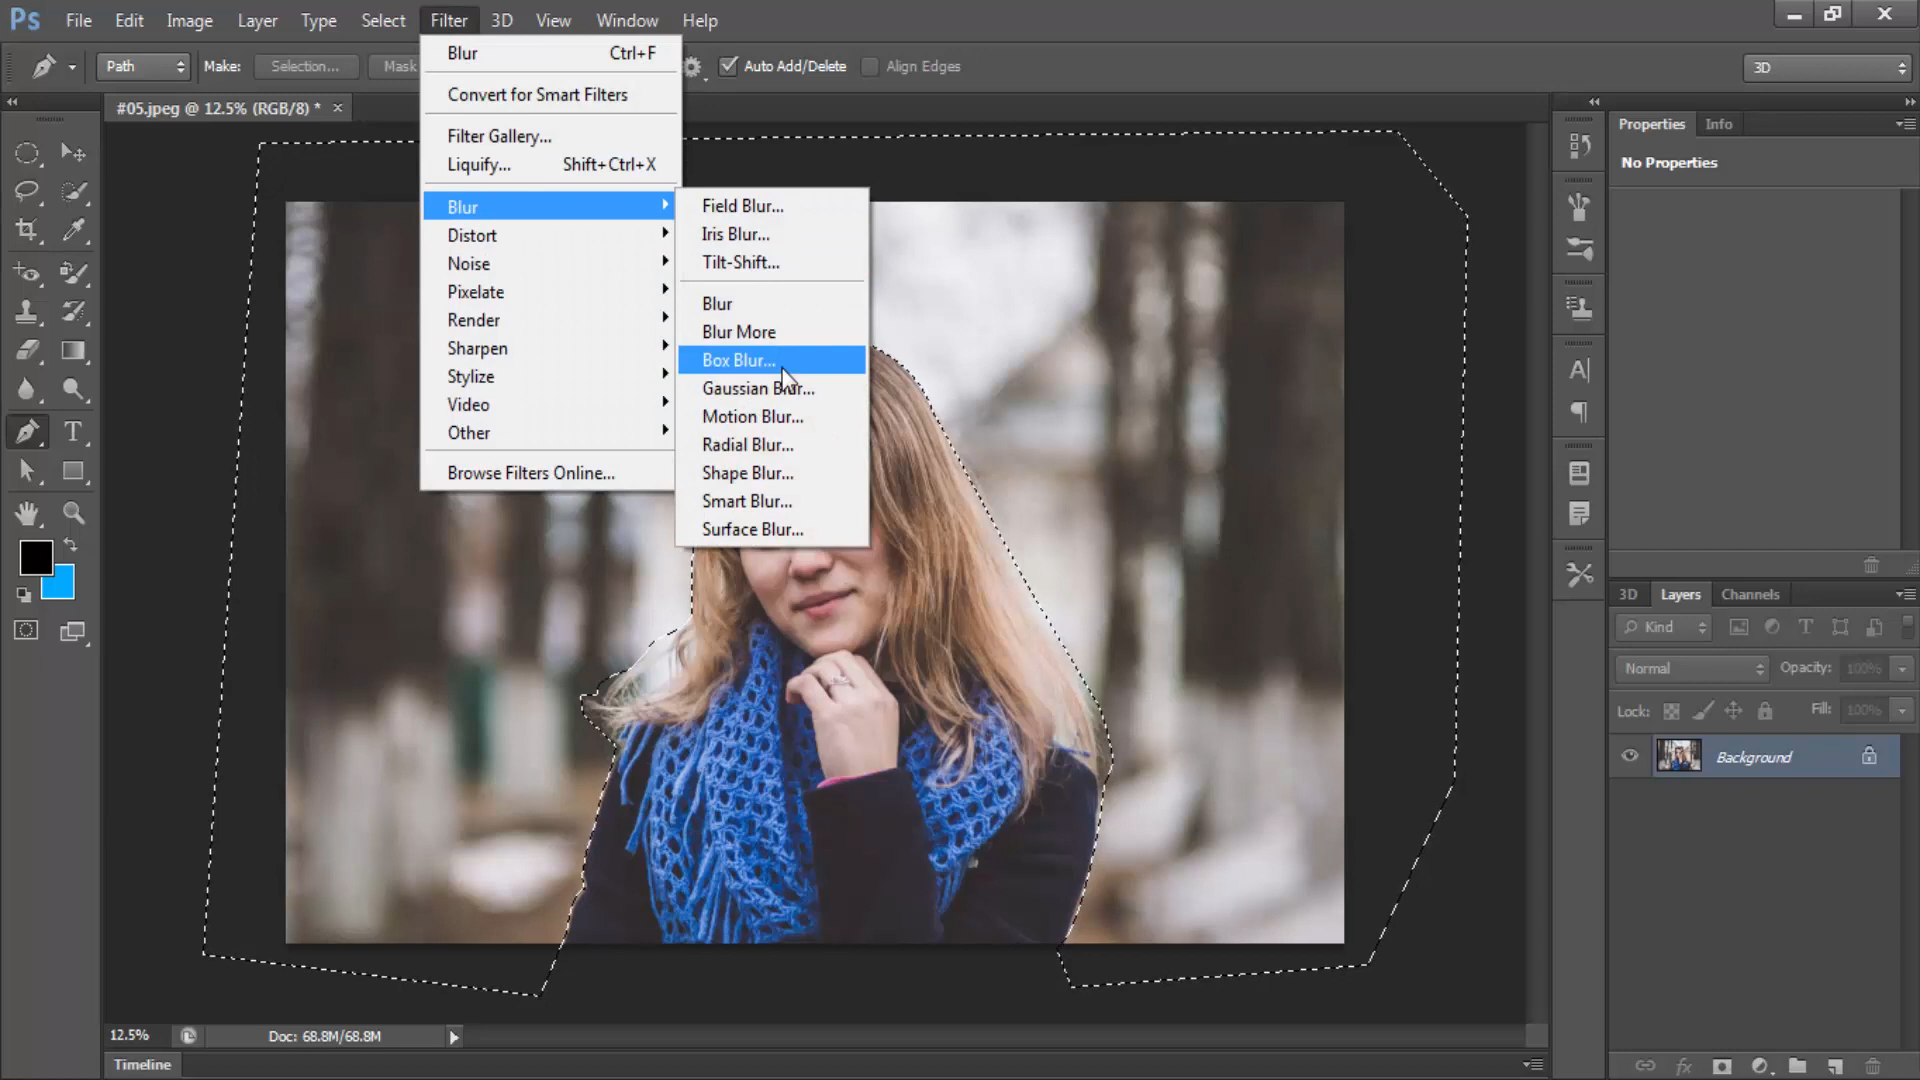 Ps File Edit Image Layer Type Select Filter 3D View Window Help
Path Make: Selection... Mask Auto Add/Delete Align Edges 3D
#05.jpeg @ 12.5% (RGB/8) * ×
Blur Ctrl+F
Convert for Smart Filters
Filter Gallery...
Liquify... Shift+Ctrl+X
Blur
Distort
Noise
Pixelate
Render
Sharpen
Stylize
Video
Other
Browse Filters Online...
Field Blur...
Iris Blur...
Tilt-Shift...
Blur
Blur More
Box Blur...
Gaussian Blur...
Motion Blur...
Radial Blur...
Shape Blur...
Smart Blur...
Surface Blur...
Properties Info
No Properties
3D Layers Channels
Kind
Normal Opacity: 100%
Lock: Fill: 100%
Background
12.5% Doc: 68.8M/68.8M
Timeline